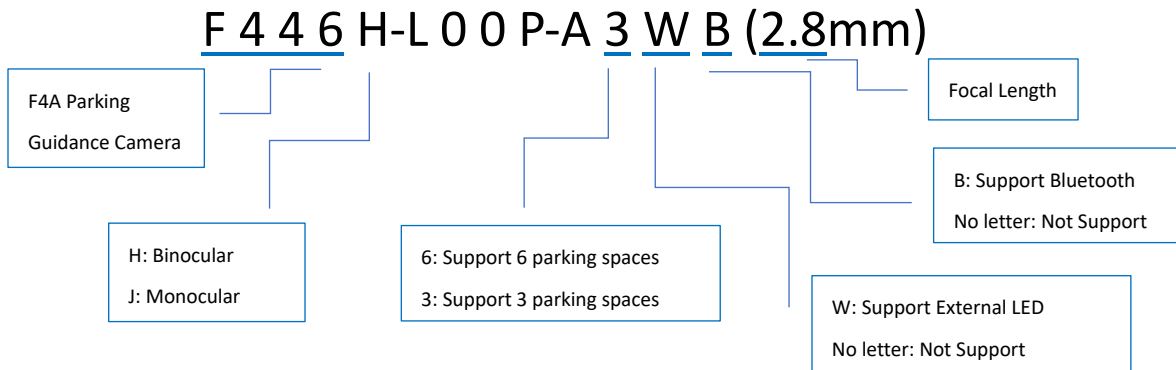 F 4 4 6 H-L 0 0 P-A 3 W B (2.8mm)
F4A Parking
Guidance Camera
Focal Length
B: Support Bluetooth
No letter: Not Support
H: Binocular
J: Monocular
6: Support 6 parking spaces
3: Support 3 parking spaces
W: Support External LED
No letter: Not Support